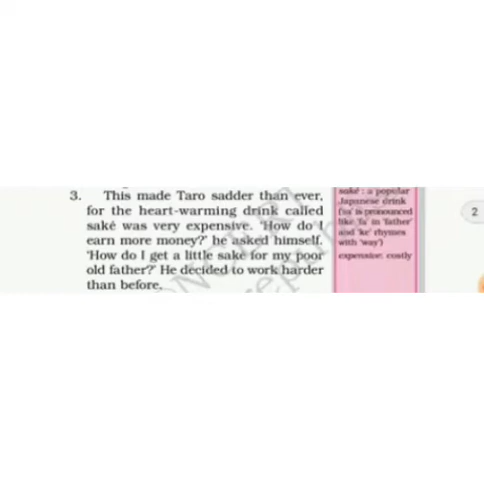 3. This made Taro sadder than ever,
for the heart-warming drink called
saké was very expensive. 'How do I
earn more money?' he asked himself.
'How do I get a little sake for my poor
old father?' He decided to work harder
than before.
saké : a popular
Japanese drink
('sa' is pronounced
like 'fa' in 'father'
and 'ke' rhymes
with 'way')
expensive: costly
2